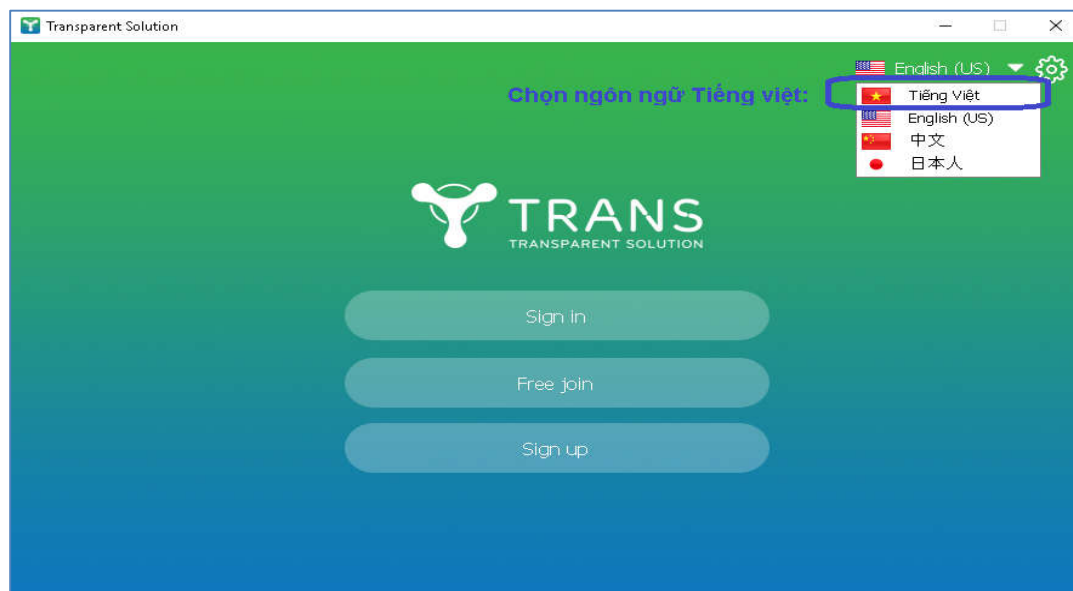 Transparent Solution
English (US)
Chọn ngôn ngữ Tiếng việt:
Tiếng Việt
English (US)
中文
日本人
TRANS
TRANSPARENT SOLUTION
Sign in
Free join
Sign up